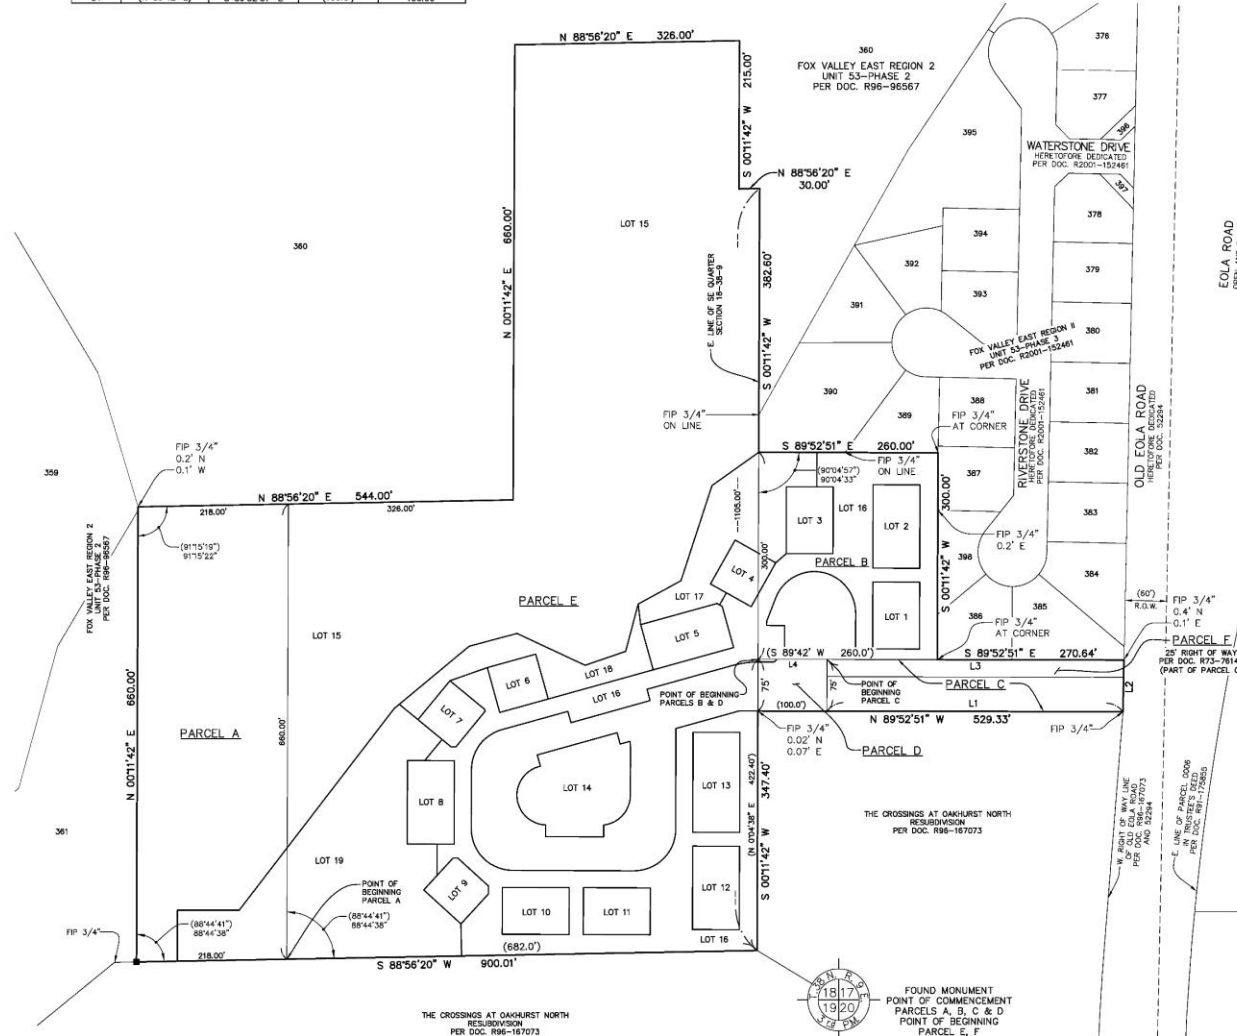 N 88°56'20" E 326.00'
S 00°11'42" W 215.00'
360
FOX VALLEY EAST REGION 2
UNIT 53-PHASE 2
PER DOC. R96-96567
376
377
395
396
WATERSTONE DRIVE
HERETOFORE DEDICATED
PER DOC. R2001-152461
397
N 88°56'20" E
30.00'
378
LOT 15
360
N 00°11'42" E 660.00'
394
392
379
EOLA ROAD
E. LINE OF SE QUARTER
SECTION 18-38-9
S 00°11'42" W 382.60'
393
391
380
FOX VALLEY EAST REGION II
UNIT 53-PHASE 3
PER DOC. R2001-152461
390
388
381
389
RIVERSTONE DRIVE
HERETOFORE DEDICATED
PER DOC. R2001-152461
OLD EOLA ROAD
HERETOFORE DEDICATED
PER DOC. 52294
FIP 3/4"
ON LINE
FIP 3/4"
AT CORNER
FIP 3/4"
0.2' N
0.1' W
S 89°52'51" E 260.00'
FIP 3/4"
ON LINE
382
359
(90°04'57")
90°04'33"
387
N 88°56'20" E 544.00'
218.00'
326.00'
1105.00'
LOT 16
LOT 3
LOT 2
300.00'
383
FOX VALLEY EAST REGION 2
UNIT 53-PHASE 2
PER DOC. R96-96567
(91°15'19")
91°15'22"
FIP 3/4"
0.2' E
300.00'
PARCEL B
398
LOT 4
S 00°11'42" W
384
PARCEL E
LOT 17
(60')
R.O.W.
FIP 3/4"
0.4' N
0.1' E
385
386
LOT 1
FIP 3/4"
AT CORNER
LOT 15
LOT 5
PARCEL F
25' RIGHT OF WAY
PER DOC. R73-7614
(PART OF PARCEL C
(S 89°42' W 260.0')
S 89°52'51" E 270.64'
L4
L3
LOT 18
LOT 6
LOT 16
POINT OF BEGINNING
PARCELS B & D
75'
75'
POINT OF
BEGINNING
PARCEL C
PARCEL C
L2
N 00°11'42" E 660.00'
660.00'
LOT 7
(100.0')
L1
N 89°52'51" W 529.33'
PARCEL A
FIP 3/4"
0.02' N
0.07' E
PARCEL D
FIP 3/4"
LOT 8
LOT 14
LOT 13
(N 0°04'38" E 422.40')
S 00°11'42" W 347.40'
THE CROSSINGS AT OAKHURST NORTH
RESUBDIVISION
PER DOC. R96-167073
W. RIGHT OF WAY LINE
OF OLD EOLA ROAD
PER DOC. R96-167073
AND 52294
E. LINE OF PARCEL 0006
IN TRUSTEE'S DEED
PER DOC. R91-175855
361
LOT 19
POINT OF
BEGINNING
PARCEL A
LOT 9
LOT 12
LOT 10
LOT 11
FIP 3/4"
(88°44'41")
88°44'38"
(88°44'41")
88°44'38"
LOT 16
218.00'
(682.0')
S 88°56'20" W 900.01'
T. 38 N., R. 9 E.
18 17
19 20
3rd PM
FOUND MONUMENT
POINT OF COMMENCEMENT
PARCELS A, B, C & D
POINT OF BEGINNING
PARCEL E, F
THE CROSSINGS AT OAKHURST NORTH
RESUBDIVISION
PER DOC. R96-167073